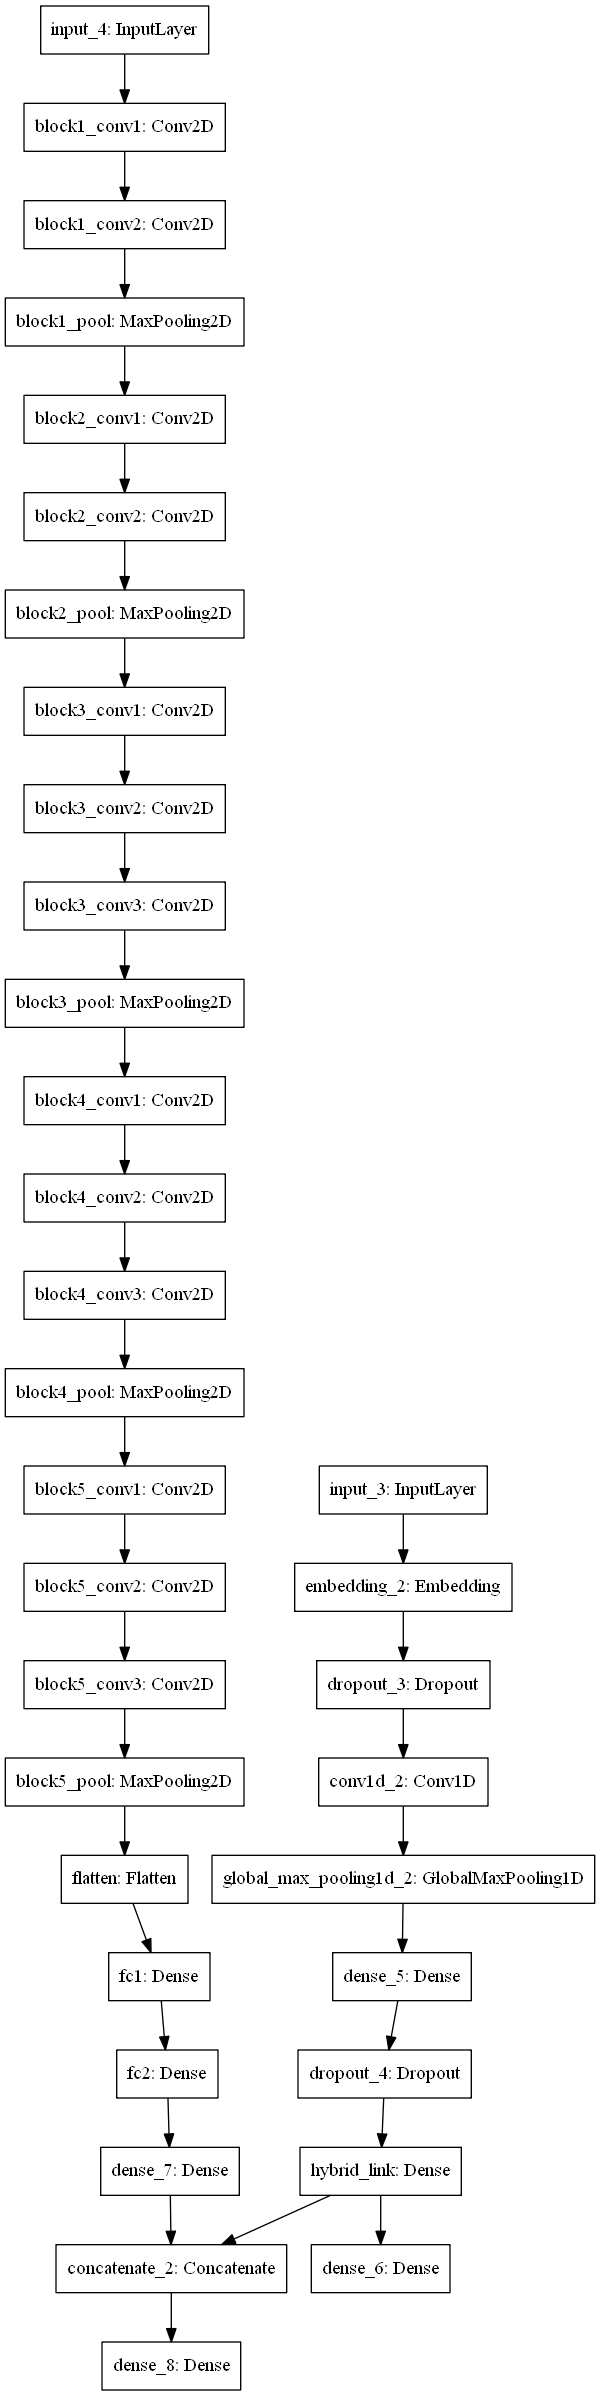 input_4: InputLayer
block1_conv1: Conv2D
block1_conv2: Conv2D
block1_pool: MaxPooling2D
block2_conv1: Conv2D
block2_conv2: Conv2D
block2_pool: MaxPooling2D
block3_conv1: Conv2D
block3_conv2: Conv2D
block3_conv3: Conv2D
block3_pool: MaxPooling2D
block4_conv1: Conv2D
block4_conv2: Conv2D
block4_conv3: Conv2D
block4_pool: MaxPooling2D
block5_conv1: Conv2D
input_3: InputLayer
block5_conv2: Conv2D
embedding_2: Embedding
block5_conv3: Conv2D
dropout_3: Dropout
block5_pool: MaxPooling2D
conv1d_2: Conv1D
flatten: Flatten
global_max_pooling1d_2: GlobalMaxPooling1D
fc1: Dense
dense_5: Dense
fc2: Dense
dropout_4: Dropout
dense_7: Dense
hybrid_link: Dense
concatenate_2: Concatenate
dense_6: Dense
dense_8: Dense